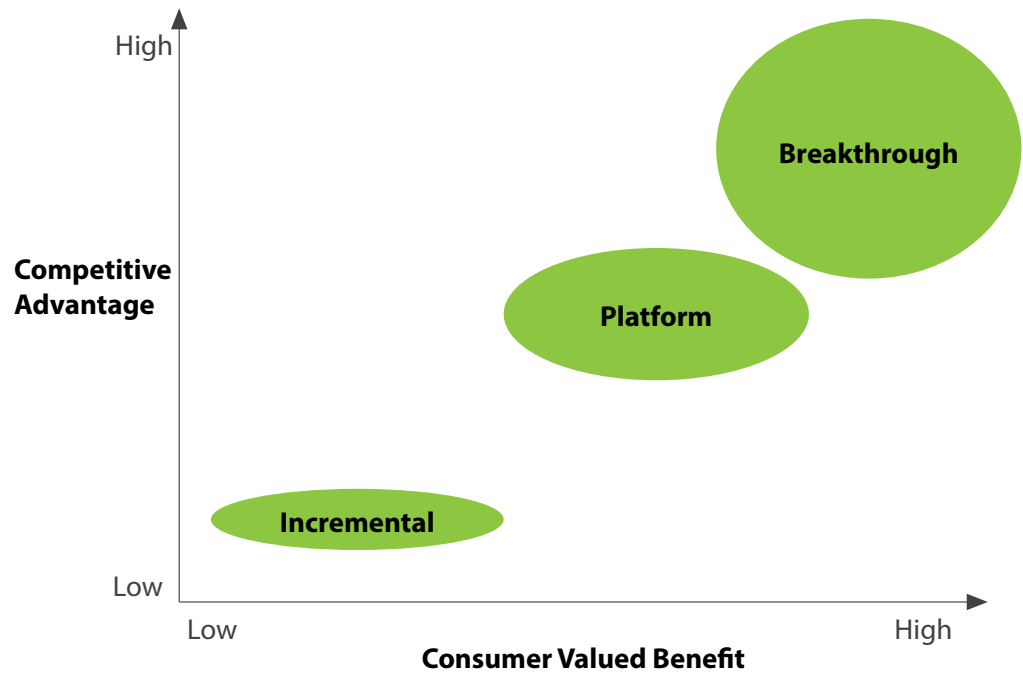 High
Breakthrough
Competitive
Advantage
Platform
Incremental
Low
Low
High
Consumer Valued Benefit